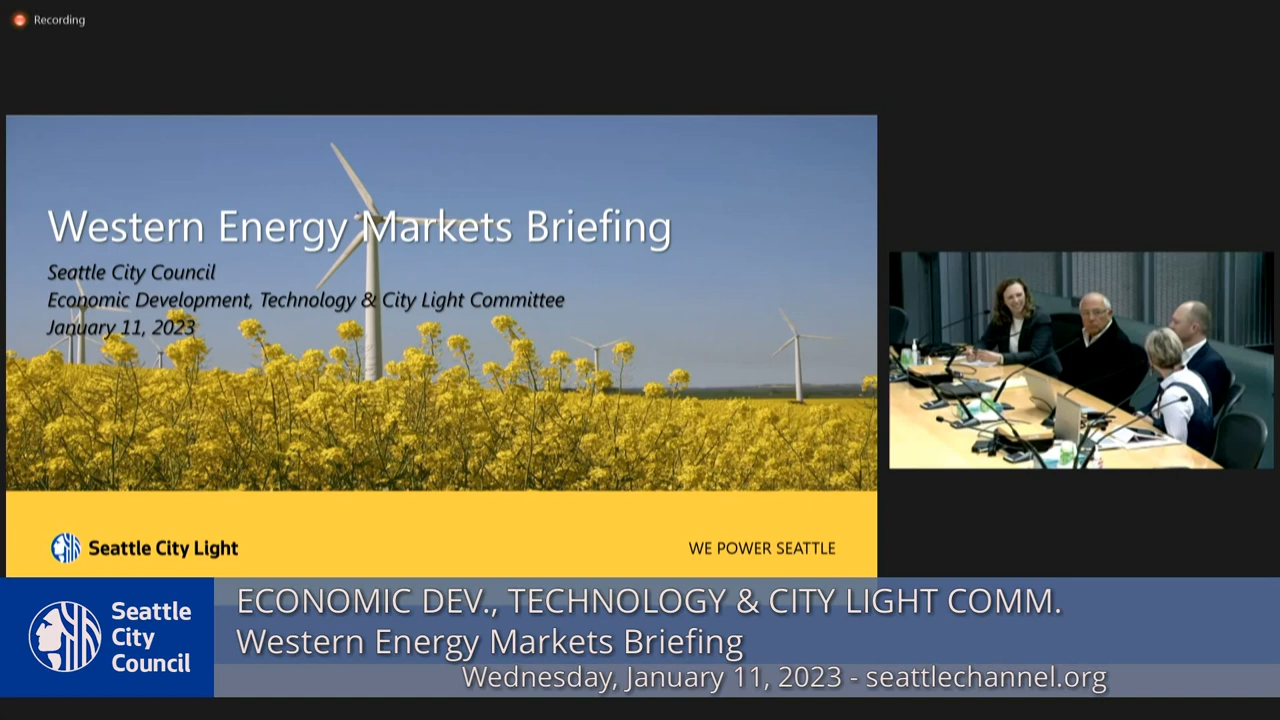 Recording
Western Energy Markets Briefing
Seattle City Council
Economic Development, Technology & City Light Committee
January 11, 2023
Seattle City Light
WE POWER SEATTLE
Seattle
City
Council
ECONOMIC DEV., TECHNOLOGY & CITY LIGHT COMM.
Western Energy Markets Briefing
Wednesday, January 11, 2023 - seattlechannel.org